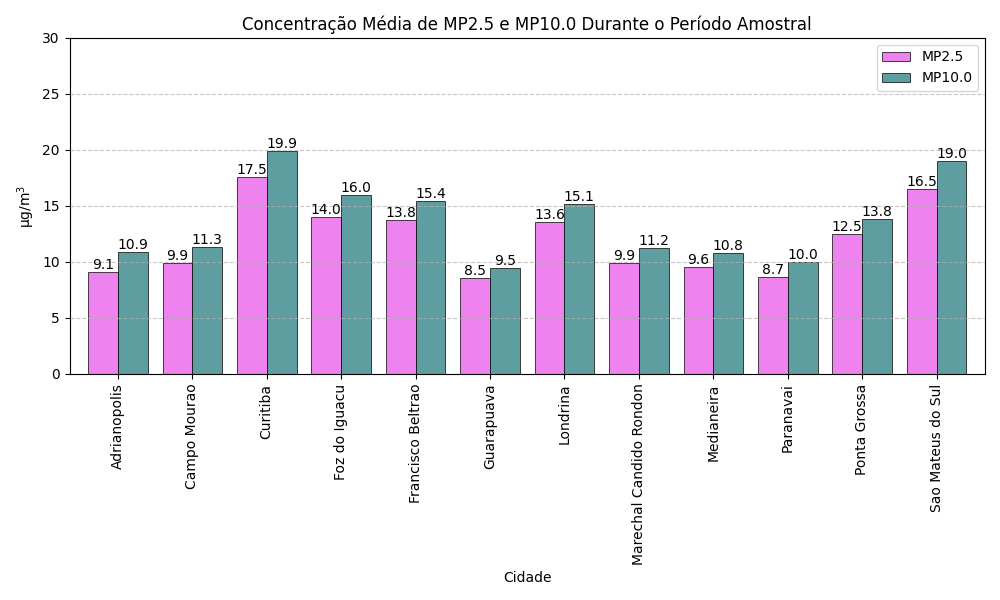 Concentração Média de MP2.5 e MP10.0 Durante o Período Amostral
MP2.5
MP10.0
µg/m³
30
25
20
15
10
5
0
9.1 10.9
9.9 11.3
17.5 19.9
14.0 16.0
13.8 15.4
8.5 9.5
13.6 15.1
9.9 11.2
9.6 10.8
8.7 10.0
12.5 13.8
16.5 19.0
Adrianopolis
Campo Mourao
Curitiba
Foz do Iguacu
Francisco Beltrao
Guarapuava
Londrina
Marechal Candido Rondon
Medianeira
Paranavai
Ponta Grossa
Sao Mateus do Sul
Cidade